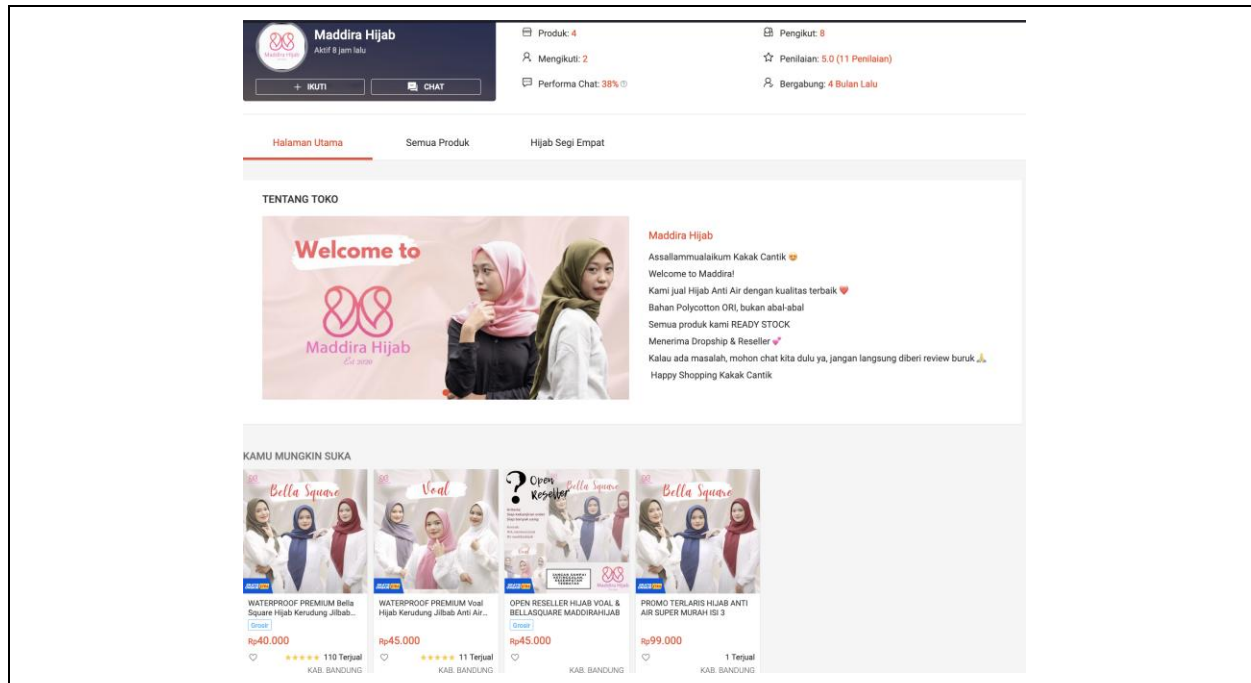 Maddira Hijab
Aktif 8 jam lalu
+ IKUTI
CHAT
Produk: 4
Mengikuti: 2
Performa Chat: 38%
Pengikut: 8
Penilaian: 5.0 (11 Penilaian)
Bergabung: 4 Bulan Lalu
Halaman Utama
Semua Produk
Hijab Segi Empat
TENTANG TOKO
Welcome to
Maddira Hijab
Est 2020
Maddira Hijab
Assallammualaikum Kakak Cantik 😍
Welcome to Maddira!
Kami jual Hijab Anti Air dengan kualitas terbaik ❤️
Bahan Polycotton ORI, bukan abal-abal
Semua produk kami READY STOCK
Menerima Dropship & Reseller 💕
Kalau ada masalah, mohon chat kita dulu ya, jangan langsung diberi review buruk 🙏
Happy Shopping Kakak Cantik
KAMU MUNGKIN SUKA
Bella Square
WATERPROOF PREMIUM Bella
Square Hijab Kerudung Jilbab...
Grosir
Rp40.000
110 Terjual
KAB. BANDUNG
Voal
WATERPROOF PREMIUM Voal
Hijab Kerudung Jilbab Anti Air...
Rp45.000
11 Terjual
KAB. BANDUNG
? Open
Reseller
Bella Square
Voal
OPEN RESELLER HIJAB VOAL &
BELLASQUARE MADDIRAHIJAB
Grosir
Rp45.000
KAB. BANDUNG
Bella Square
PROMO TERLARIS HIJAB ANTI
AIR SUPER MURAH ISI 3
Rp99.000
1 Terjual
KAB. BANDUNG